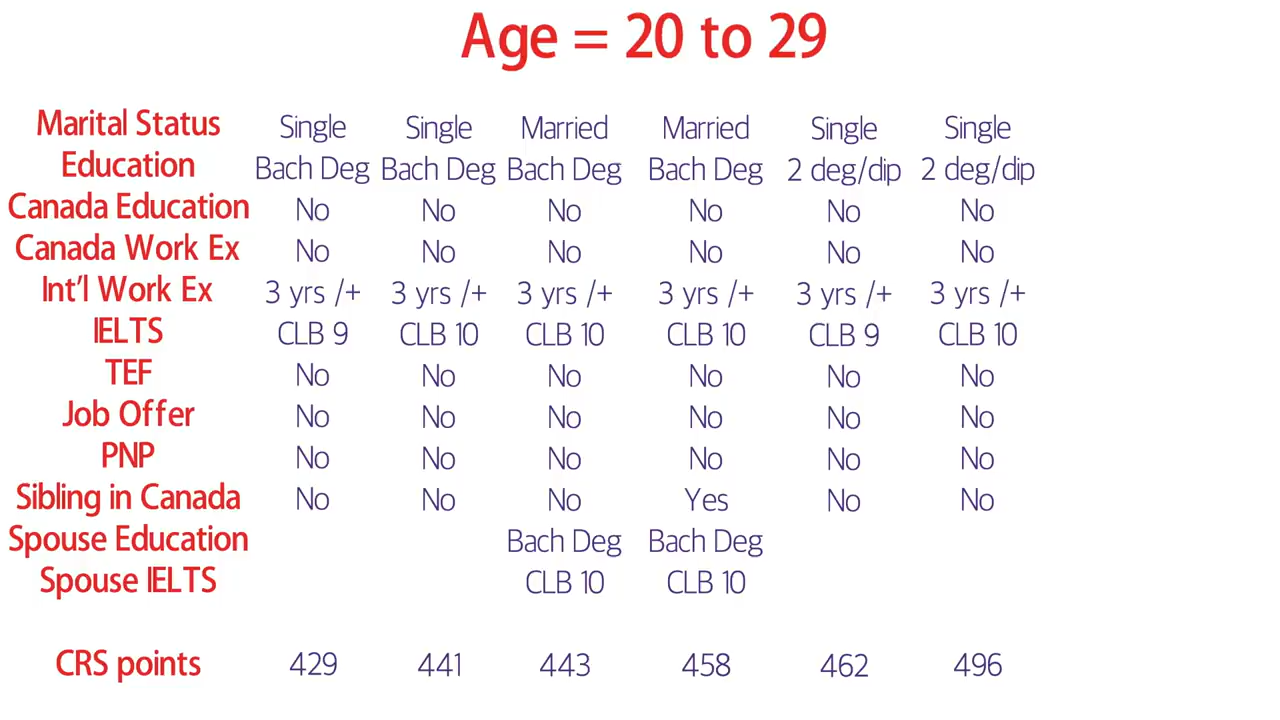 Age = 20 to 29
Marital Status Single Single Married Married Single Single
Education Bach Deg Bach Deg Bach Deg Bach Deg 2 deg/dip 2 deg/dip
Canada Education No No No No No No
Canada Work Ex No No No No No No
Int'l Work Ex 3 yrs /+ 3 yrs /+ 3 yrs /+ 3 yrs /+ 3 yrs /+ 3 yrs /+
IELTS CLB 9 CLB 10 CLB 10 CLB 10 CLB 9 CLB 10
TEF No No No No No No
Job Offer No No No No No No
PNP No No No No No No
Sibling in Canada No No No Yes No No
Spouse Education Bach Deg Bach Deg
Spouse IELTS CLB 10 CLB 10
CRS points 429 441 443 458 462 496